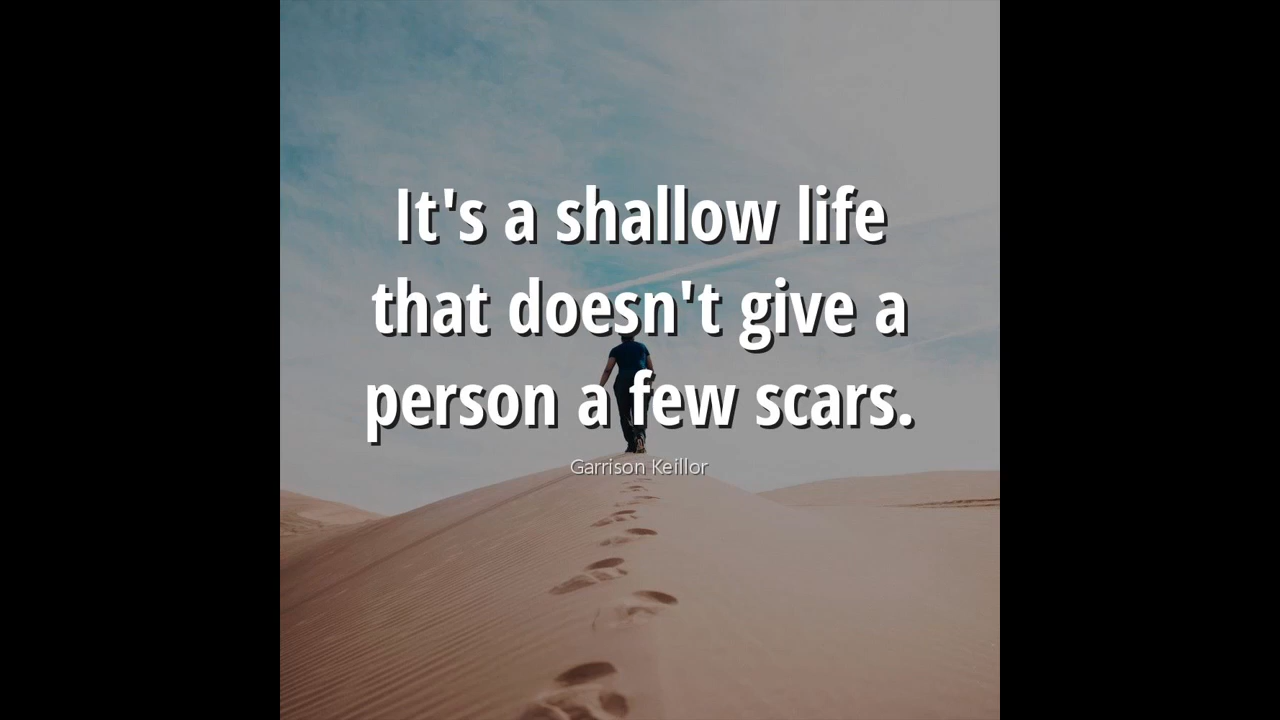 It's a shallow life
that doesn't give a
person a few scars.
Garrison Keillor